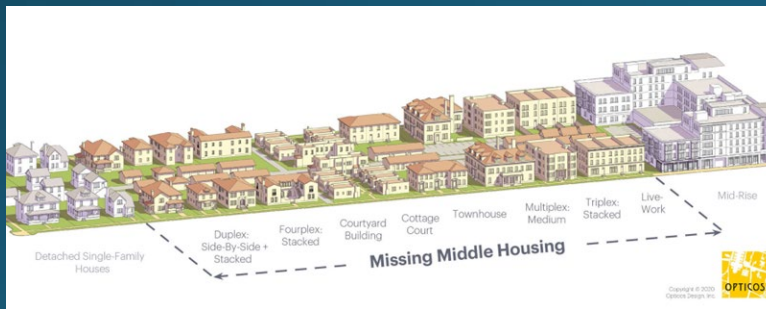 Detached Single-Family
Houses
Duplex:
Side-By-Side +
Stacked
Fourplex:
Stacked
Courtyard
Building
Cottage
Court
Townhouse
Multiplex:
Medium
Triplex:
Stacked
Live-
Work
Mid-Rise
Missing Middle Housing
Copyright © 2020
Opticos Design, Inc.
OPTICOS